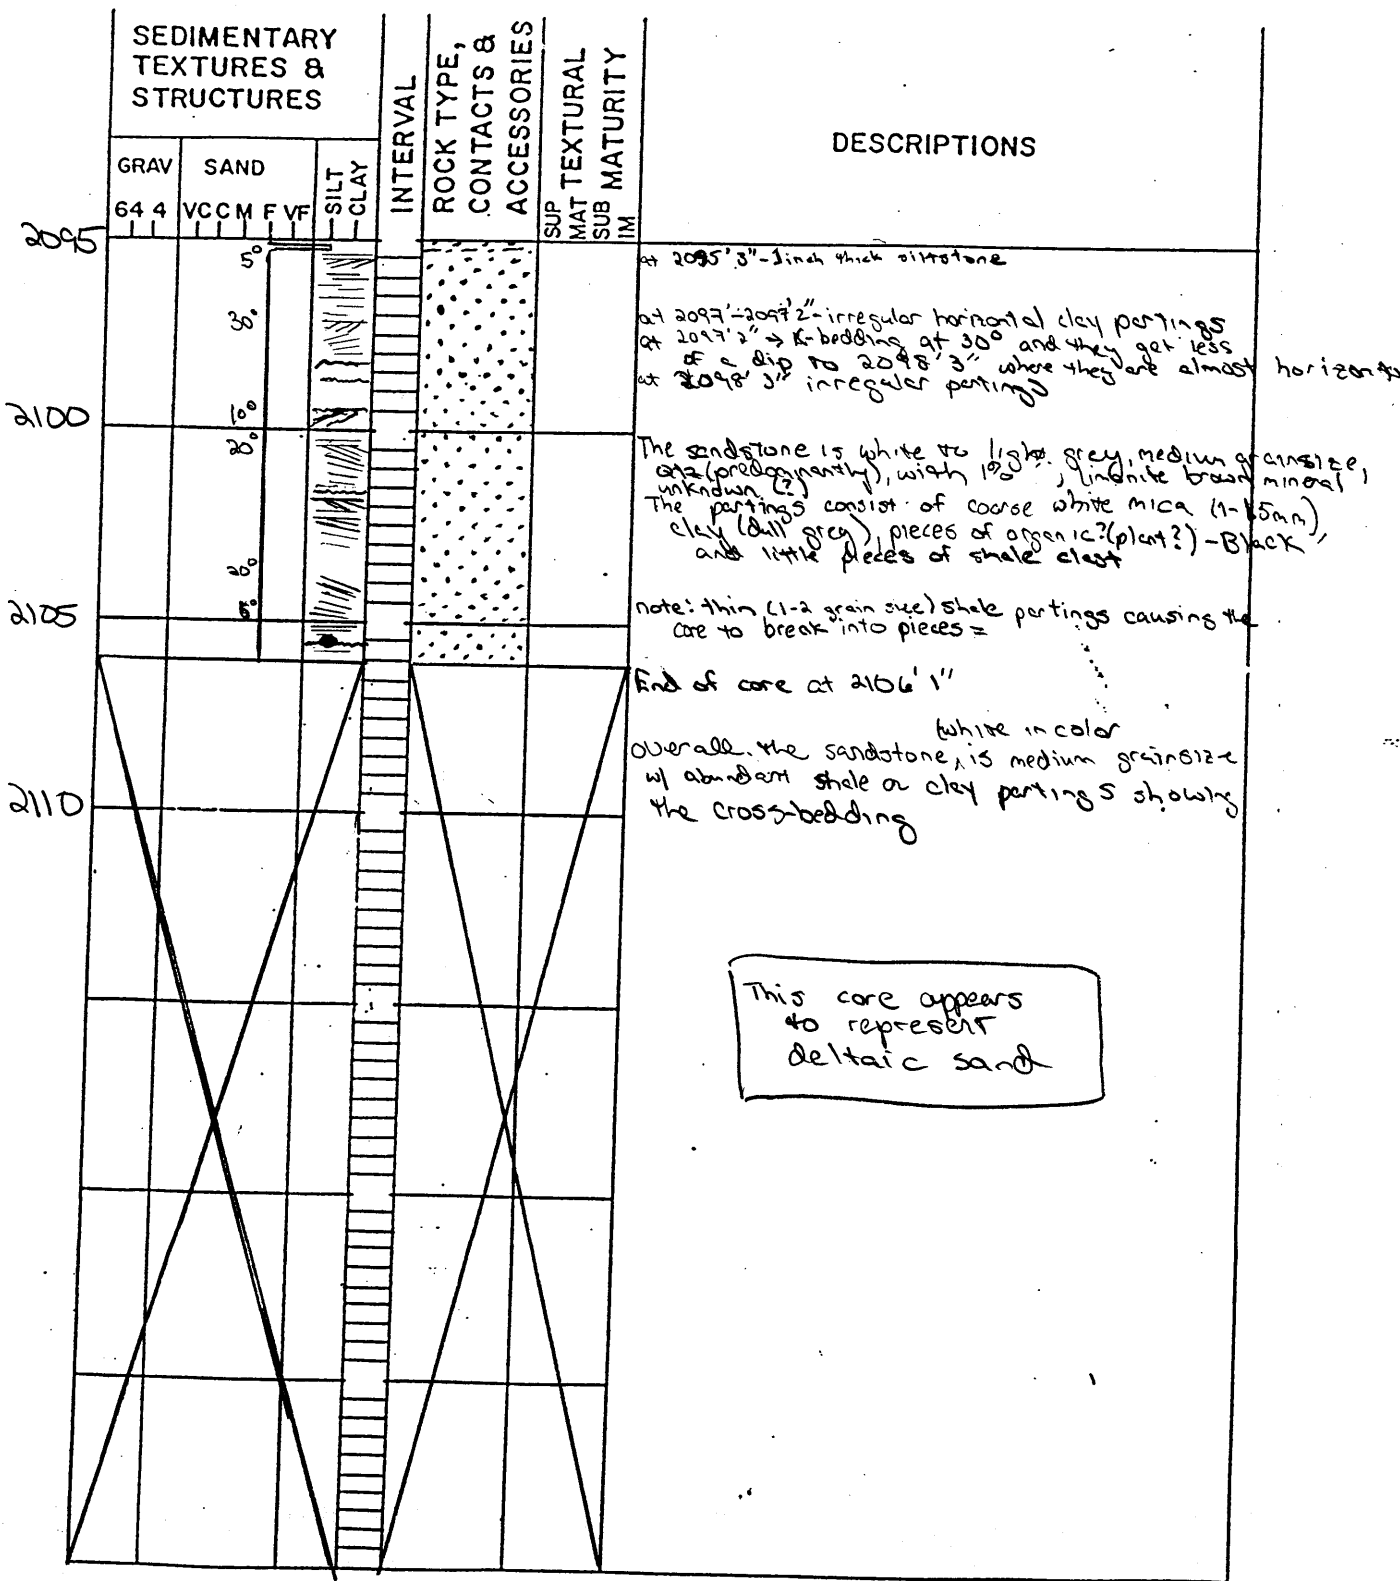 SEDIMENTARY
TEXTURES &
STRUCTURES
INTERVAL
ROCK TYPE,
CONTACTS &
ACCESSORIES
TEXTURAL
MATURITY
SUP
MAT
SUB
IM
DESCRIPTIONS
GRAV SAND SILT CLAY
64 4 VC C M F VF
2095
5°
at 2095' 3" - 1 inch thick siltstone
30°
at 2097'-2097'2" - irregular horizontal clay partings
at 2097'2" → X-bedding at 30° and they get less
of a dip to 2098'3" where they are almost horizonta
at 2098' 3" irregular partings
10°
2100
20°
The sandstone is white to light grey, medium grainsize,
qtz (predominantly), with 1% , limonite brown mineral,
unknown (?)
The partings consist of coarse white mica (1-1.5mm)
clay (dull grey), pieces of organic? (plant?) - Black,
and little pieces of shale clast
20°
5°
2105
note: thin (1-2 grain size) shale partings causing the
core to break into pieces =
End of core at 2106' 1"
(white in color
overall. the sandstone, is medium grainsize
w/ abundant shale or clay partings showing
the cross-bedding
2110
This core appears
to represent
deltaic sand